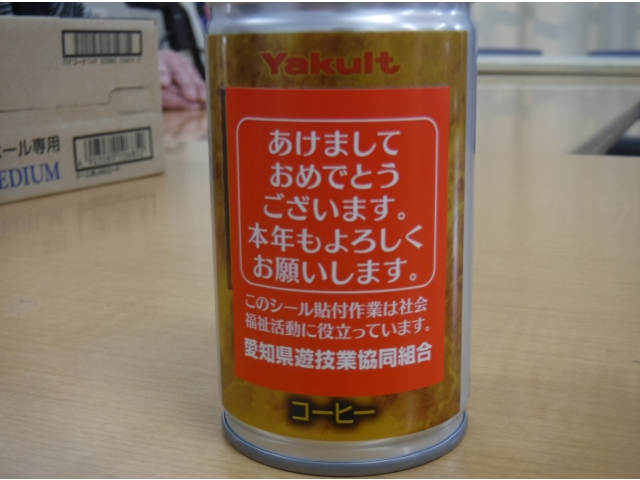 Yakult
あけまして
おめでとう
ございます。
本年もよろしく
お願いします。
このシール貼付作業は社会
福祉活動に役立っています。
愛知県遊技業協同組合
コーヒー
ール専用
EDIUM